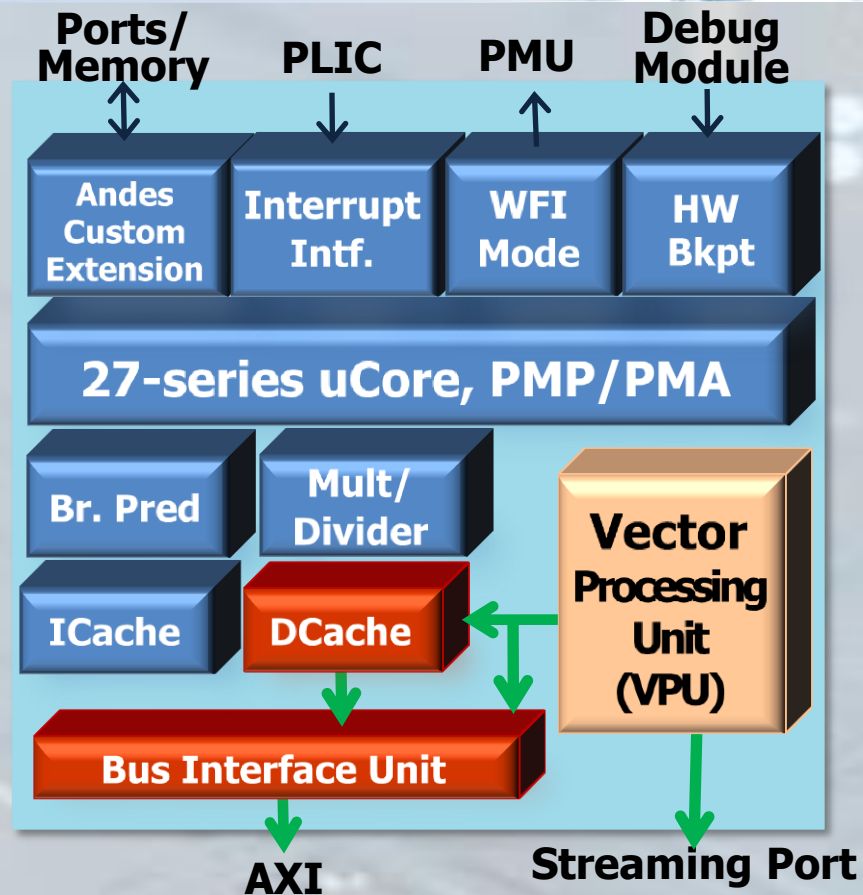 Ports/
Memory
PLIC
PMU
Debug
Module
Andes
Custom
Extension
Interrupt
Intf.
WFI
Mode
HW
Bkpt
27-series uCore, PMP/PMA
Br. Pred
Mult/
Divider
Vector
Processing
Unit
(VPU)
ICache
DCache
Bus Interface Unit
AXI
Streaming Port